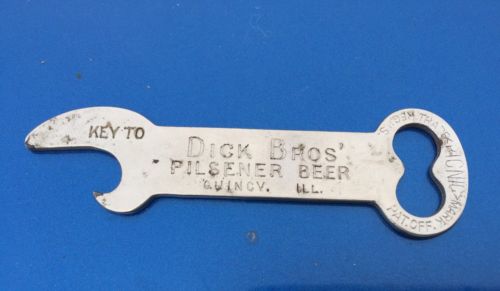 KEY TO
DICK BROS'
PILSENER BEER
QUINCY. ILL.
PAT. OFF.